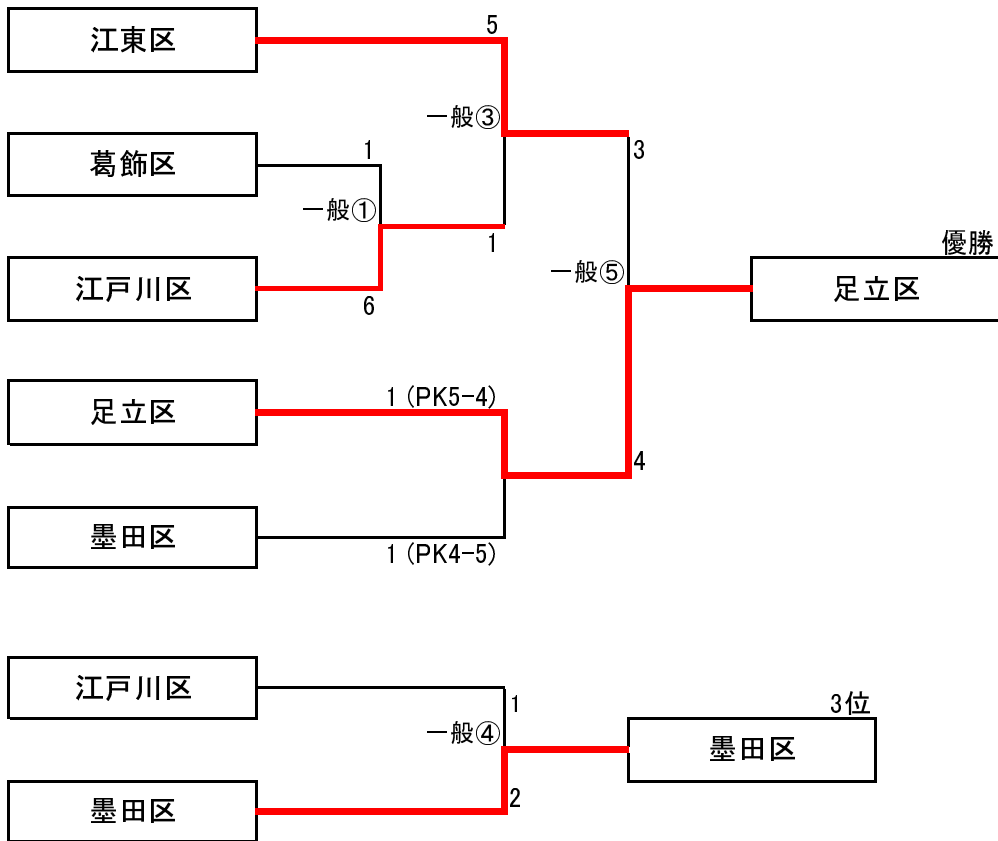 江東区
5
一般③
葛飾区
1
3
一般①
1
一般⑤
優勝
江戸川区
6
足立区
足立区
1 (PK5-4)
4
墨田区
1 (PK4-5)
江戸川区
1
3位
一般④
墨田区
墨田区
2